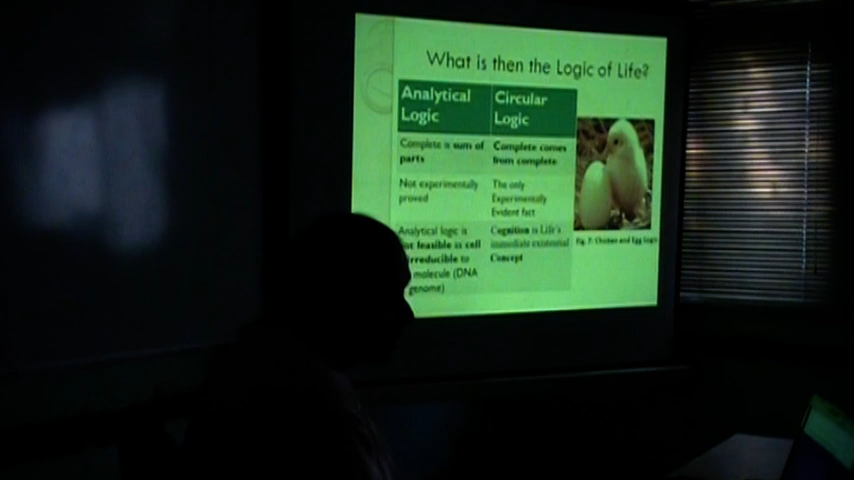 What is then the Logic of Life?
Analytical
Logic
Circular
Logic
Complete is sum of
parts
Complete comes
from complete
Not experimentally
proved
The only
Experimentally
Evident fact
Analytical logic is
not feasible as cell
irreducible to
molecule (DNA
genome)
Cognition is Life's
immediate existential
Concept
Fig. 7: Chicken and Egg Logic